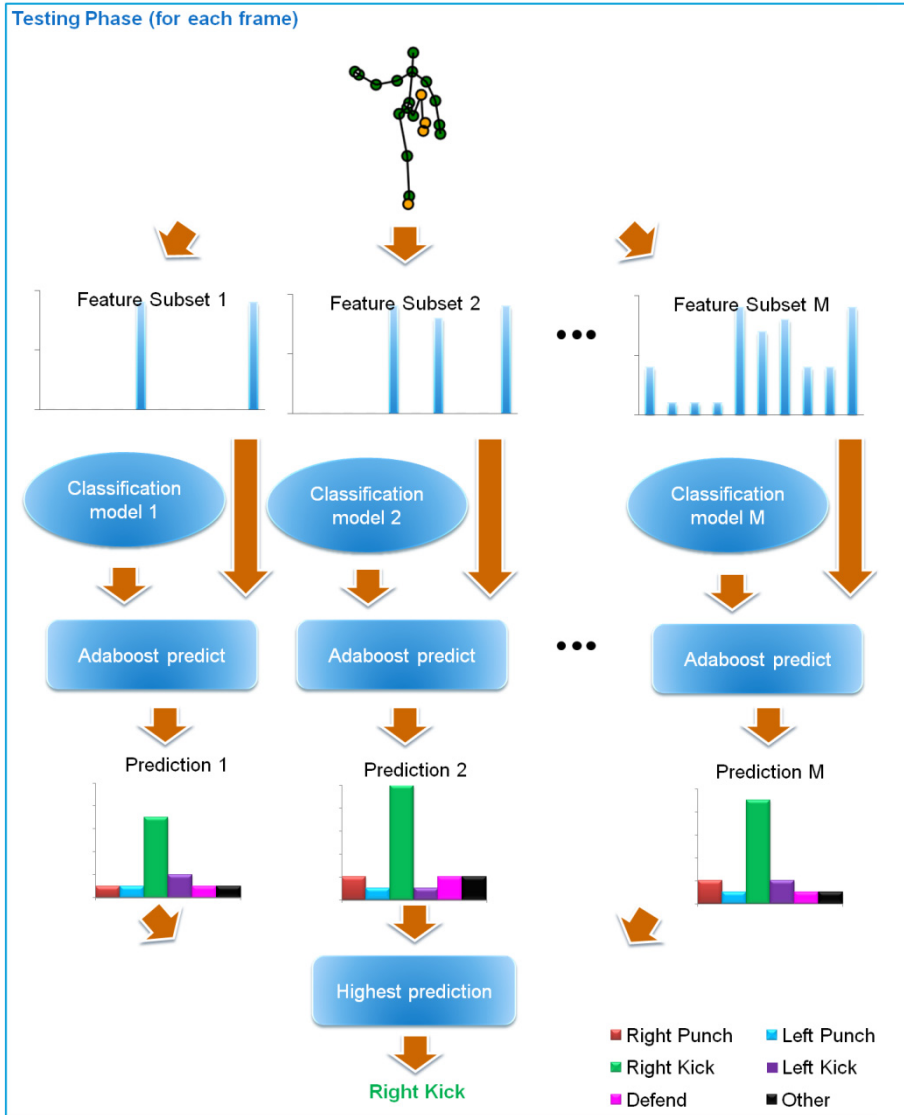 Testing Phase (for each frame)
Feature Subset 1
Feature Subset 2
Feature Subset M
Classification
model 1
Classification
model 2
Classification
model M
Adaboost predict
Adaboost predict
Adaboost predict
Prediction 1
Prediction 2
Prediction M
Highest prediction
Right Kick
Right Punch
Left Punch
Right Kick
Left Kick
Defend
Other